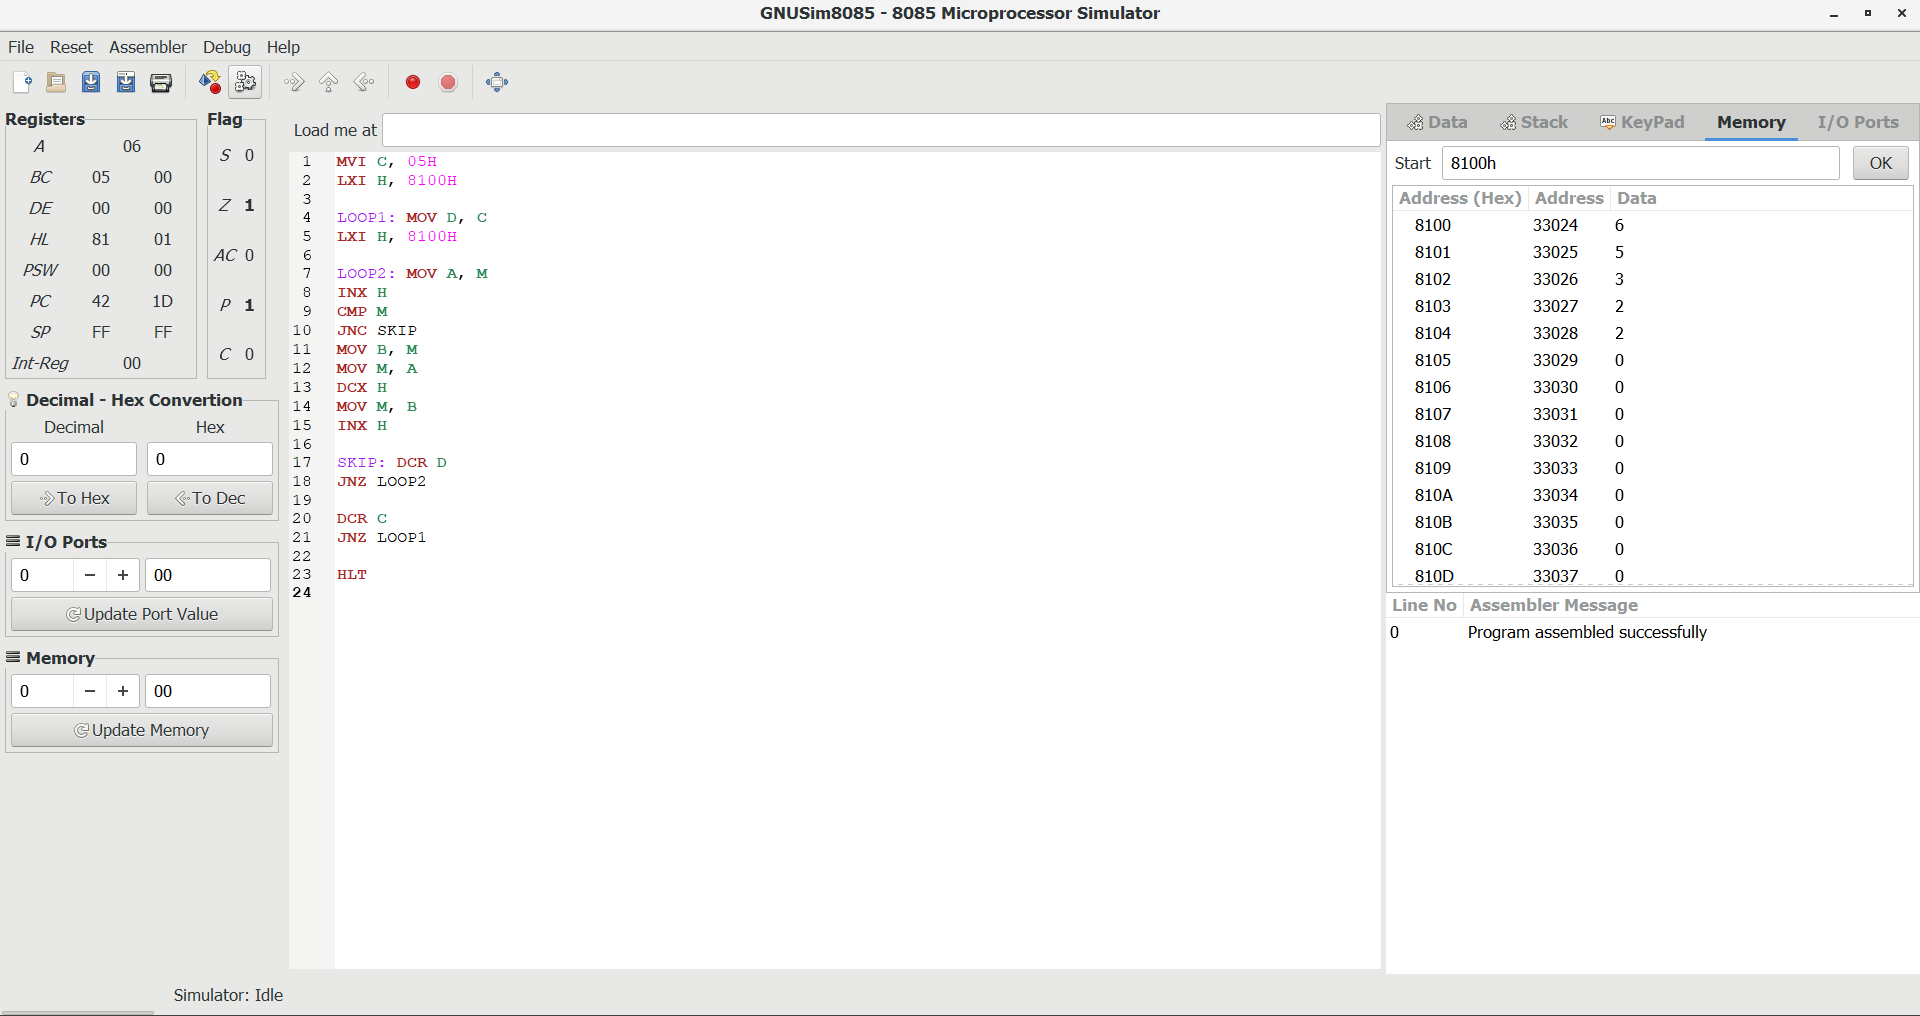 GNUSim8085 - 8085 Microprocessor Simulator
File Reset Assembler Debug Help
Registers
A 06
BC 05 00
DE 00 00
HL 81 01
PSW 00 00
PC 42 1D
SP FF FF
Int-Reg 00
Flag
S 0
Z 1
AC 0
P 1
C 0
Decimal - Hex Convertion
Decimal Hex
0 0
To Hex To Dec
I/O Ports
0 − + 00
Update Port Value
Memory
0 − + 00
Update Memory
Load me at
1 MVI C, 05H
2 LXI H, 8100H
3
4 LOOP1: MOV D, C
5 LXI H, 8100H
6
7 LOOP2: MOV A, M
8 INX H
9 CMP M
10 JNC SKIP
11 MOV B, M
12 MOV M, A
13 DCX H
14 MOV M, B
15 INX H
16
17 SKIP: DCR D
18 JNZ LOOP2
19
20 DCR C
21 JNZ LOOP1
22
23 HLT
24
Data Stack Abc KeyPad Memory I/O Ports
Start 8100h OK
Address (Hex) Address Data
8100 33024 6
8101 33025 5
8102 33026 3
8103 33027 2
8104 33028 2
8105 33029 0
8106 33030 0
8107 33031 0
8108 33032 0
8109 33033 0
810A 33034 0
810B 33035 0
810C 33036 0
810D 33037 0
Line No Assembler Message
0 Program assembled successfully
Simulator: Idle